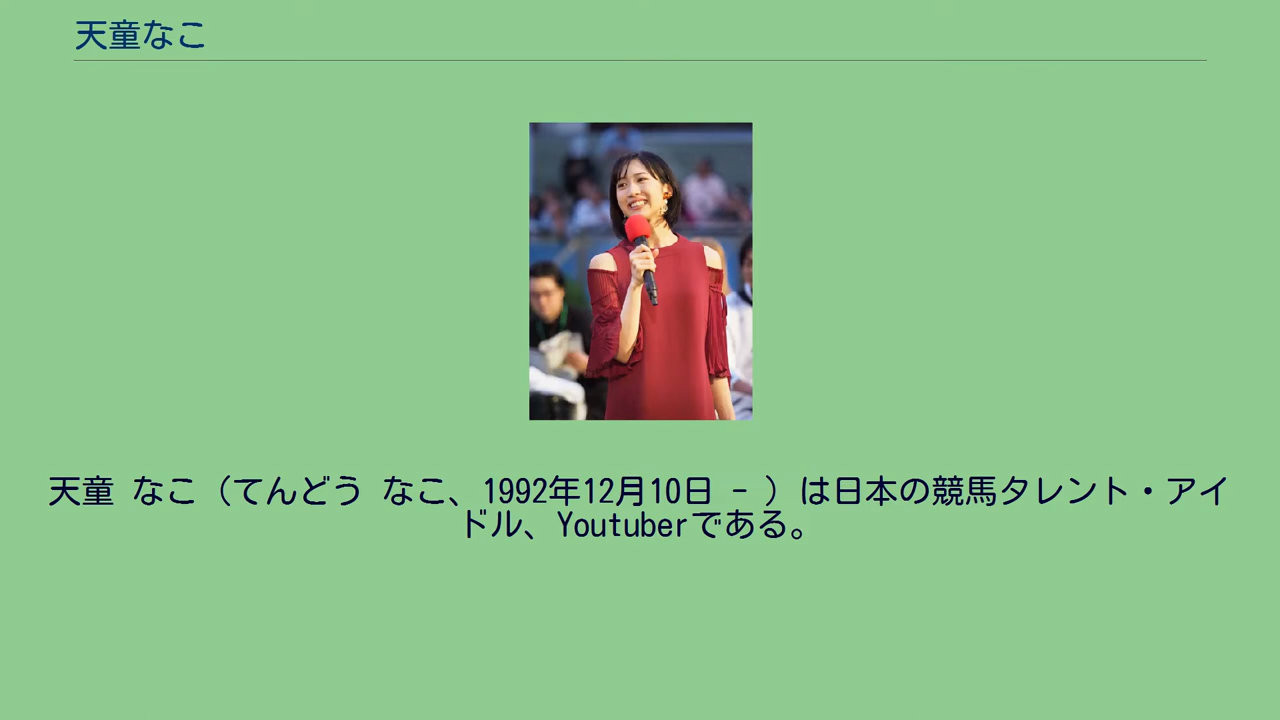 天童なこ
天童 なこ（てんどう なこ、1992年12月10日 - ）は日本の競馬タレント・アイ
ドル、Youtuberである。